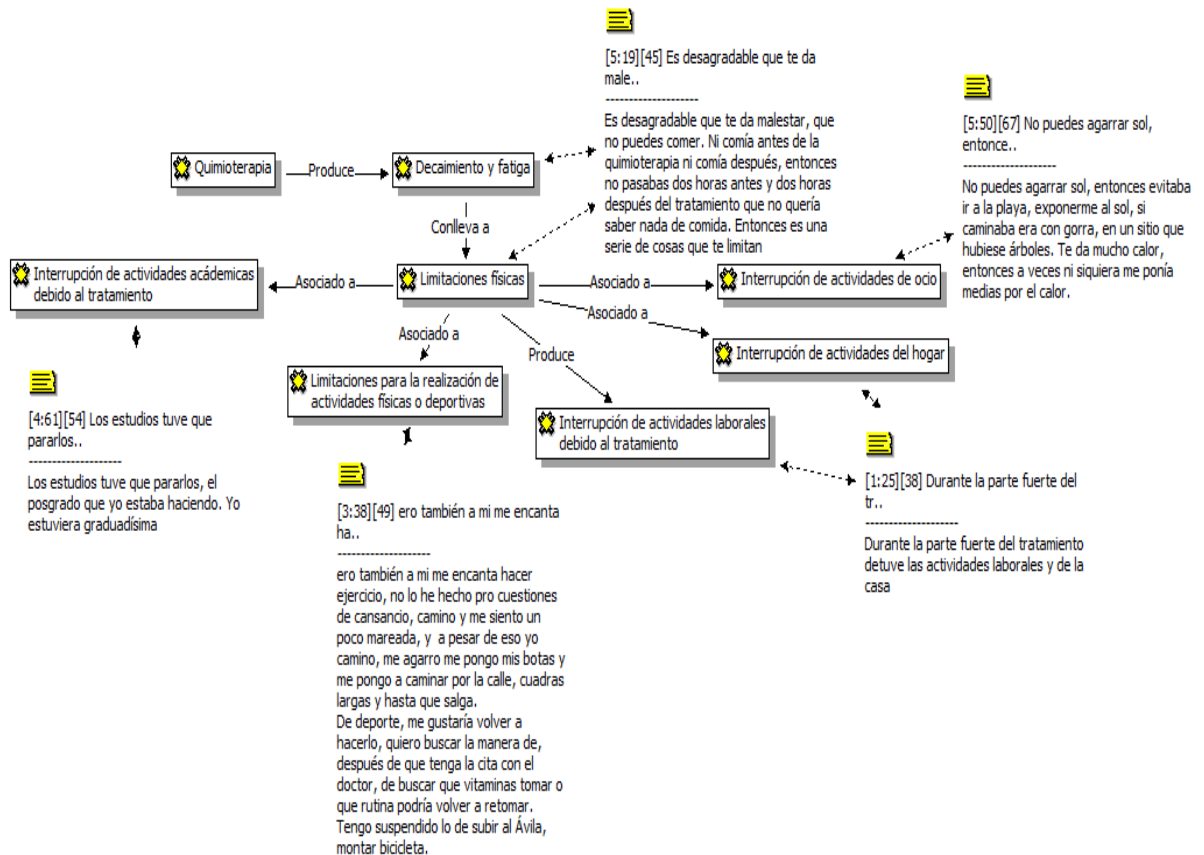 [5:19][45] Es desagradable que te da
male..
--------------------
Es desagradable que te da malestar, que
no puedes comer. Ni comía antes de la
quimioterapia ni comía después, entonces
no pasabas dos horas antes y dos horas
después del tratamiento que no quería
saber nada de comida. Entonces es una
serie de cosas que te limitan
[5:50][67] No puedes agarrar sol,
entonce..
--------------------
No puedes agarrar sol, entonces evitaba
ir a la playa, exponerme al sol, si
caminaba era con gorra, en un sitio que
hubiese árboles. Te da mucho calor,
entonces a veces ni siquiera me ponía
medias por el calor.
Quimioterapia
Produce
Decaimiento y fatiga
Conlleva a
Interrupción de actividades acádemicas
debido al tratamiento
Asociado a
Limitaciones físicas
Asociado a
Interrupción de actividades de ocio
Asociado a
Interrupción de actividades del hogar
Asociado a
Limitaciones para la realización de
actividades físicas o deportivas
Produce
Interrupción de actividades laborales
debido al tratamiento
[4:61][54] Los estudios tuve que
pararlos..
--------------------
Los estudios tuve que pararlos, el
posgrado que yo estaba haciendo. Yo
estuviera graduadísima
[3:38][49] ero también a mi me encanta
ha..
--------------------
ero también a mi me encanta hacer
ejercicio, no lo he hecho pro cuestiones
de cansancio, camino y me siento un
poco mareada, y a pesar de eso yo
camino, me agarro me pongo mis botas y
me pongo a caminar por la calle, cuadras
largas y hasta que salga.
De deporte, me gustaría volver a
hacerlo, quiero buscar la manera de,
después de que tenga la cita con el
doctor, de buscar que vitaminas tomar o
que rutina podría volver a retomar.
Tengo suspendido lo de subir al Ávila,
montar bicicleta.
[1:25][38] Durante la parte fuerte del
tr..
--------------------
Durante la parte fuerte del tratamiento
detuve las actividades laborales y de la
casa